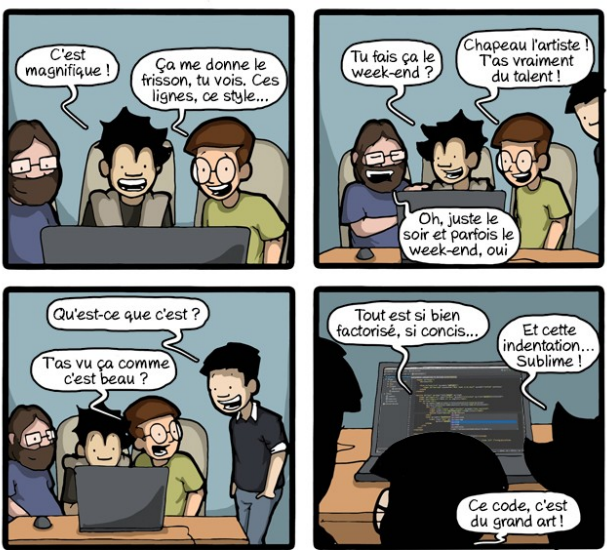 C'est
magnifique !
Ça me donne le
frisson, tu vois. Ces
lignes, ce style...
Tu fais ça le
week-end ?
Chapeau l'artiste !
T'as vraiment
du talent !
Oh, juste le
soir et parfois le
week-end, oui
Qu'est-ce que c'est ?
T'as vu ça comme
c'est beau ?
Tout est si bien
factorisé, si concis...
Et cette
indentation...
Sublime !
Ce code, c'est
du grand art !